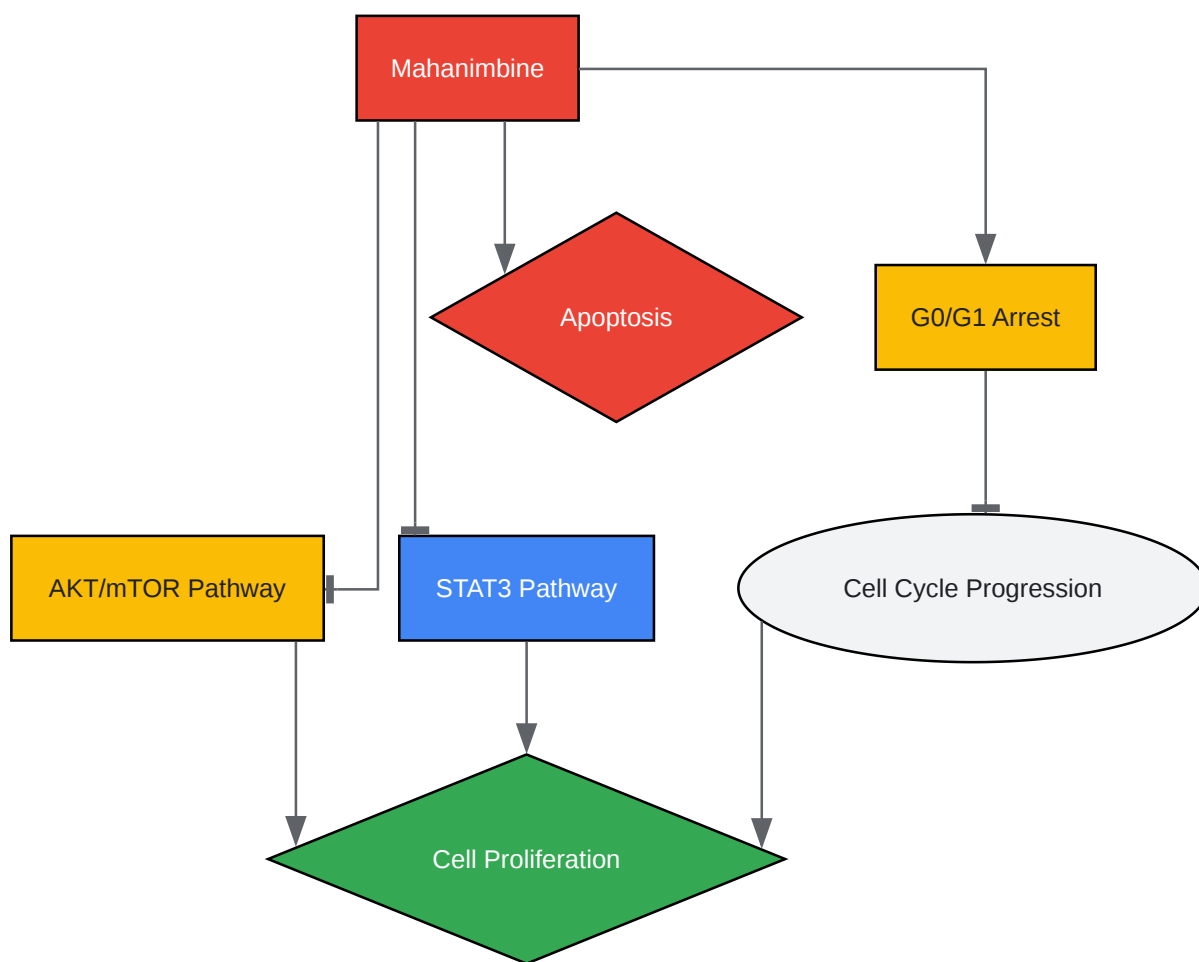 Mahanimbine
Apoptosis
G0/G1 Arrest
AKT/mTOR Pathway
STAT3 Pathway
Cell Cycle Progression
Cell Proliferation